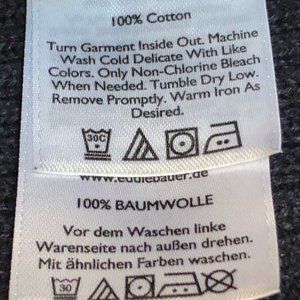 100% Cotton
Turn Garment Inside Out. Machine
Wash Cold Delicate With Like
Colors. Only Non-Chlorine Bleach
When Needed. Tumble Dry Low.
Remove Promptly. Warm Iron As
Desired.
30C
www.eddiebauer.de
100% BAUMWOLLE
Vor dem Waschen linke
Warenseite nach außen drehen.
Mit ähnlichen Farben waschen.
30